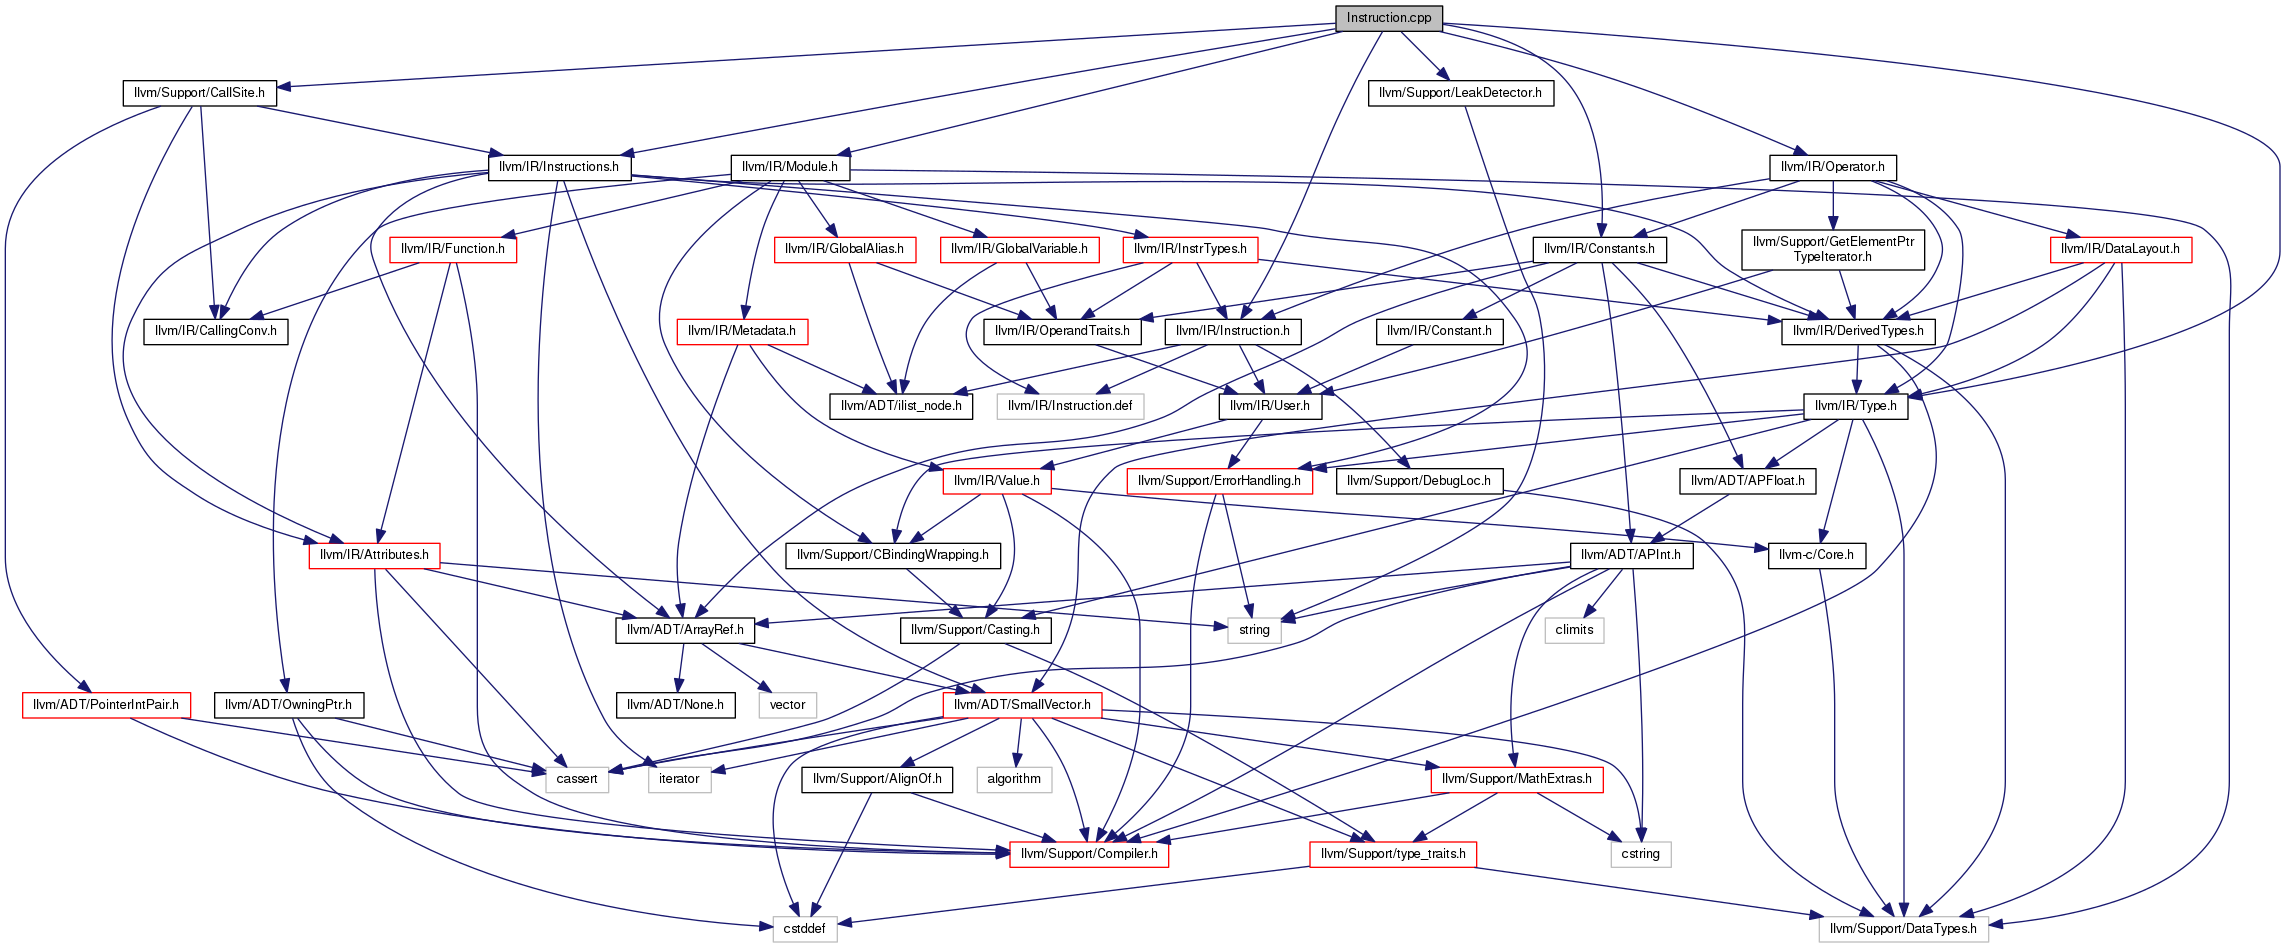 Instruction.cpp
llvm/Support/CallSite.h
llvm/Support/LeakDetector.h
llvm/IR/Instructions.h
llvm/IR/Module.h
llvm/IR/Operator.h
llvm/IR/Function.h
llvm/IR/GlobalAlias.h
llvm/IR/GlobalVariable.h
llvm/IR/InstrTypes.h
llvm/IR/Constants.h
llvm/Support/GetElementPtr
TypeIterator.h
llvm/IR/DataLayout.h
llvm/IR/CallingConv.h
llvm/IR/Metadata.h
llvm/IR/OperandTraits.h
llvm/IR/Instruction.h
llvm/IR/Constant.h
llvm/IR/DerivedTypes.h
llvm/ADT/ilist_node.h
llvm/IR/Instruction.def
llvm/IR/User.h
llvm/IR/Type.h
llvm/IR/Value.h
llvm/Support/ErrorHandling.h
llvm/Support/DebugLoc.h
llvm/ADT/APFloat.h
llvm/IR/Attributes.h
llvm/Support/CBindingWrapping.h
llvm/ADT/APInt.h
llvm-c/Core.h
llvm/ADT/ArrayRef.h
llvm/Support/Casting.h
string
climits
llvm/ADT/PointerIntPair.h
llvm/ADT/OwningPtr.h
llvm/ADT/None.h
vector
llvm/ADT/SmallVector.h
cassert
iterator
llvm/Support/AlignOf.h
algorithm
llvm/Support/MathExtras.h
llvm/Support/Compiler.h
llvm/Support/type_traits.h
cstring
cstddef
llvm/Support/DataTypes.h